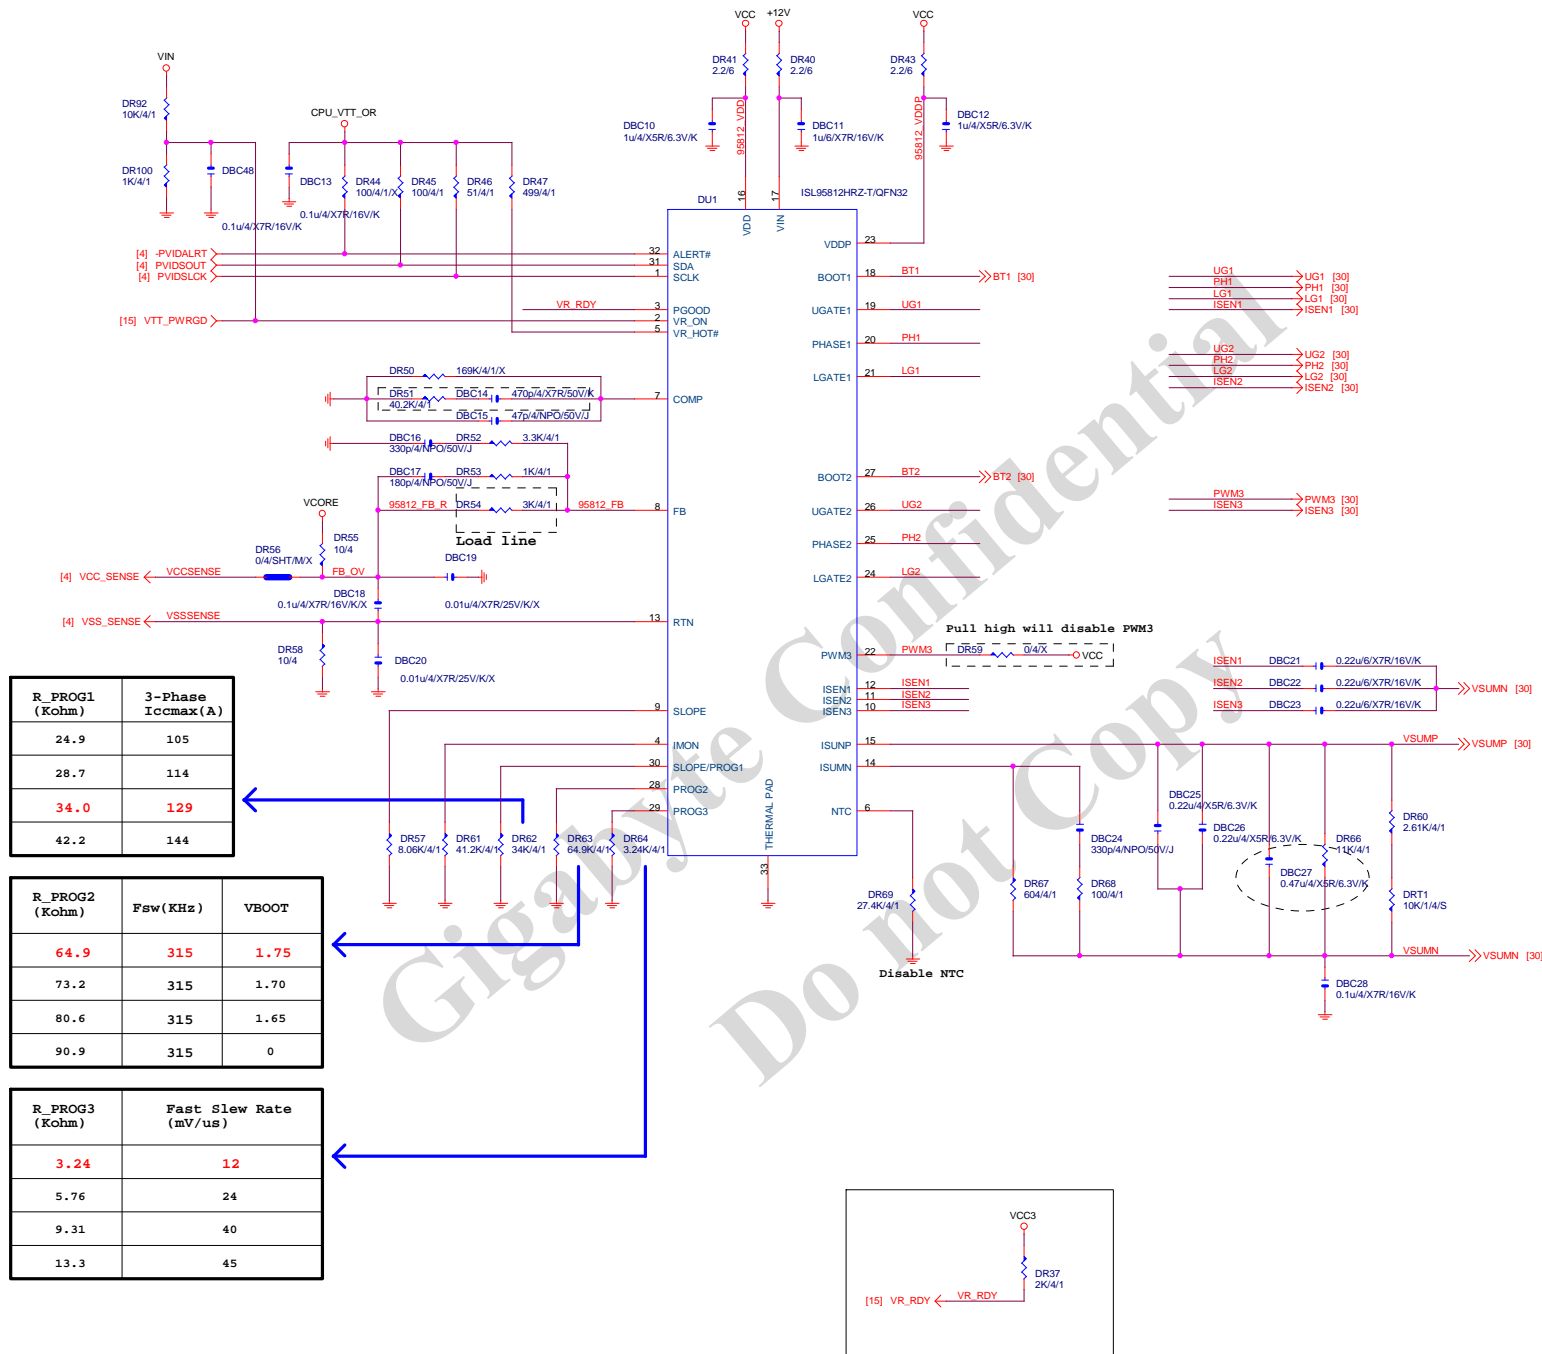 VCC
+12V
VCC
DR41
2.2/6
DR40
2.2/6
DR43
2.2/6
VIN
DR92
10K/4/1
CPU_VTT_OR
DBC10
1u/4/X5R/6.3V/K
95812_VDD
DBC11
1u/6/X7R/16V/K
95812_VDDP
DBC12
1u/4/X5R/6.3V/K
DR100
1K/4/1
DBC48
0.1u/4/X7R/16V/K
DBC13
0.1u/4/X7R/16V/K
DR44
100/4/1/X
DR45
100/4/1
DR46
51/4/1
DR47
499/4/1
DU1
ISL95812HRZ-T/QFN32
16
17
VDD
VIN
[4] -PVIDALRT
32
ALERT#
[4] PVIDSOUT
31
SDA
[4] PVIDSLCK
1
SCLK
VR_RDY
3
PGOOD
[15] VTT_PWRGD
2
VR_ON
5
VR_HOT#
VDDP
23
BOOT1
18
BT1
BT1 [30]
UGATE1
19
UG1
PHASE1
20
PH1
LGATE1
21
LG1
UG1
UG1 [30]
PH1
PH1 [30]
LG1
LG1 [30]
ISEN1
ISEN1 [30]
UG2
UG2 [30]
PH2
PH2 [30]
LG2
LG2 [30]
ISEN2
ISEN2 [30]
DR50
169K/4/1/X
DR51
40.2K/4/1
DBC14
470p/4/X7R/50V/K
DBC15
47p/4/NPO/50V/J
7
COMP
DBC16
330p/4/NPO/50V/J
DR52
3.3K/4/1
DBC17
180p/4/NPO/50V/J
DR53
1K/4/1
95812_FB_R
DR54
3K/4/1
95812_FB
8
FB
Load line
VCORE
DR55
10/4
DR56
0/4/SHT/M/X
DBC19
0.01u/4/X7R/25V/K/X
[4] VCC_SENSE
VCCSENSE
FB_OV
DBC18
0.1u/4/X7R/16V/K/X
[4] VSS_SENSE
VSSSENSE
13
RTN
DR58
10/4
DBC20
0.01u/4/X7R/25V/K/X
BOOT2
27
BT2
BT2 [30]
UGATE2
26
UG2
PHASE2
25
PH2
LGATE2
24
LG2
PWM3
PWM3 [30]
ISEN3
ISEN3 [30]
Pull high will disable PWM3
PWM3
22
PWM3
DR59
0/4/X
VCC
ISEN1
12
ISEN1
ISEN2
11
ISEN2
ISEN3
10
ISEN3
ISEN1
DBC21
0.22u/6/X7R/16V/K
ISEN2
DBC22
0.22u/6/X7R/16V/K
ISEN3
DBC23
0.22u/6/X7R/16V/K
VSUMN [30]
ISUNP
15
VSUMP
VSUMP [30]
ISUMN
14
NTC
6
9
SLOPE
4
IMON
30
SLOPE/PROG1
28
PROG2
29
PROG3
THERMAL PAD
33
DR57
8.06K/4/1
DR61
41.2K/4/1
DR62
34K/4/1
DR63
64.9K/4/1
DR64
3.24K/4/1
DR69
27.4K/4/1
Disable NTC
DR67
604/4/1
DBC24
330p/4/NPO/50V/J
DR68
100/4/1
DBC25
0.22u/4/X5R/6.3V/K
DBC26
0.22u/4/X5R/6.3V/K
DBC27
0.47u/4/X5R/6.3V/K
DR66
11K/4/1
DR60
2.61K/4/1
DRT1
10K/1/4/S
VSUMN
VSUMN [30]
DBC28
0.1u/4/X7R/16V/K
R_PROG1 (Kohm) 3-Phase Iccmax(A)
24.9 105
28.7 114
34.0 129
42.2 144
R_PROG2 (Kohm) Fsw(KHz) VBOOT
64.9 315 1.75
73.2 315 1.70
80.6 315 1.65
90.9 315 0
R_PROG3 (Kohm) Fast Slew Rate (mV/us)
3.24 12
5.76 24
9.31 40
13.3 45
VCC3
DR37
2K/4/1
[15] VR_RDY
VR_RDY
Gigabyte Confidential
Do not Copy